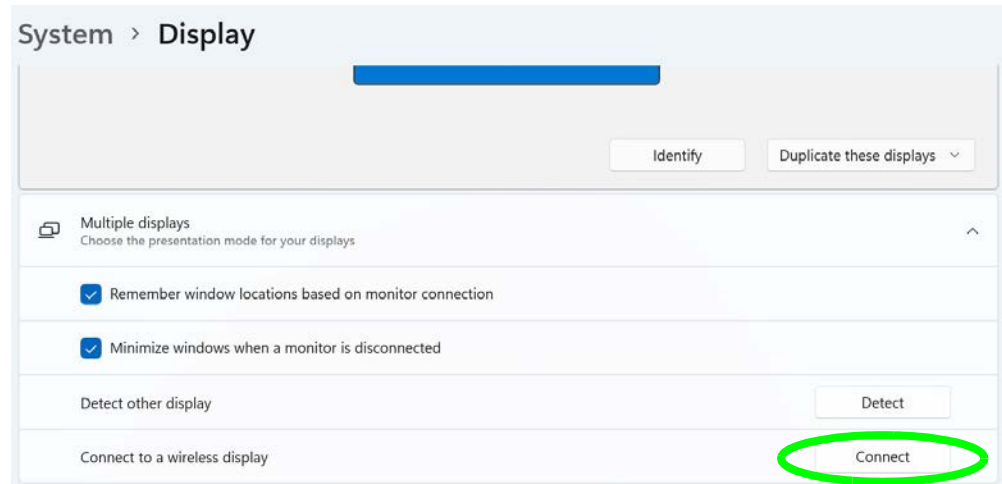 System > Display
Identify
Duplicate these displays
Multiple displays
Choose the presentation mode for your displays
Remember window locations based on monitor connection
Minimize windows when a monitor is disconnected
Detect other display
Detect
Connect to a wireless display
Connect